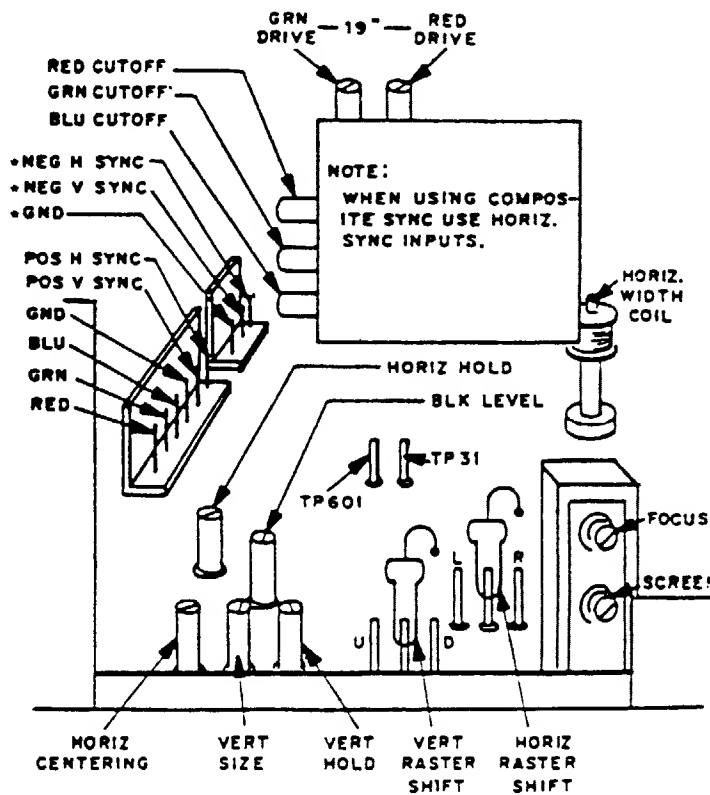 GRN DRIVE
19"
RED DRIVE
RED CUTOFF
GRN CUTOFF
BLU CUTOFF
*NEG H SYNC
*NEG V SYNC
*GND
NOTE:
WHEN USING COMPOS-
ITE SYNC USE HORIZ.
SYNC INPUTS.
POS H SYNC
POS V SYNC
GND
BLU
GRN
RED
HORIZ.
WIDTH
COIL
HORIZ HOLD
BLK LEVEL
TP31
TP601
FOCUS
L
R
U
D
HORIZ
CENTERING
VERT
SIZE
VERT
HOLD
VERT
RASTER
SHIFT
HORIZ
RASTER
SHIFT